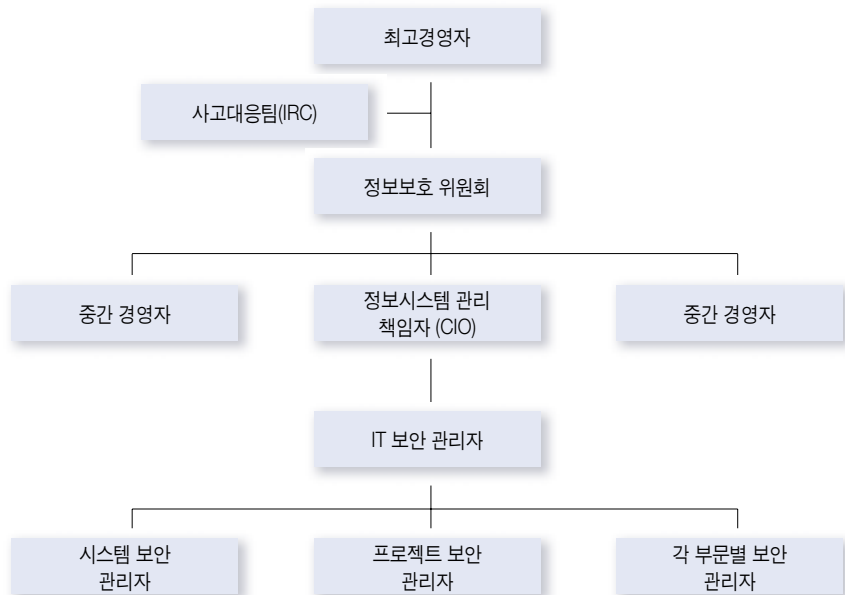 최고경영자
사고대응팀(IRC)
정보보호 위원회
중간 경영자
정보시스템 관리
책임자 (CIO)
중간 경영자
IT 보안 관리자
시스템 보안
관리자
프로젝트 보안
관리자
각 부문별 보안
관리자